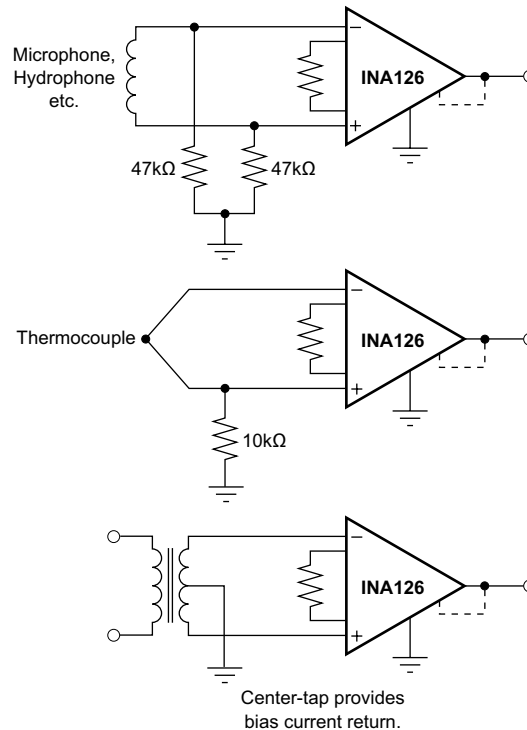 Microphone,
Hydrophone
etc.
−
INA126
+
47kΩ
47kΩ
−
Thermocouple
INA126
+
10kΩ
−
INA126
+
Center-tap provides
bias current return.